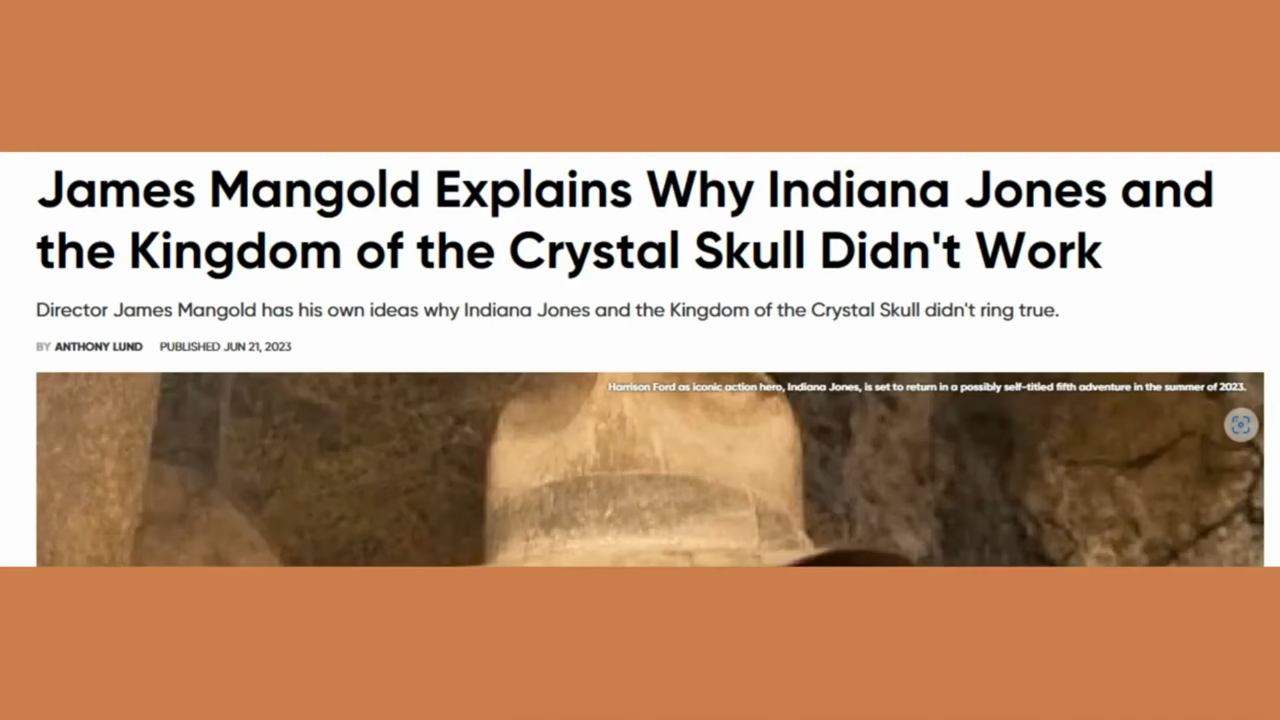 James Mangold Explains Why Indiana Jones and
the Kingdom of the Crystal Skull Didn't Work
Director James Mangold has his own ideas why Indiana Jones and the Kingdom of the Crystal Skull didn't ring true.
BY ANTHONY LUND PUBLISHED JUN 21, 2023
Harrison Ford as iconic action hero, Indiana Jones, is set to return in a possibly self-titled fifth adventure in the summer of 2023.